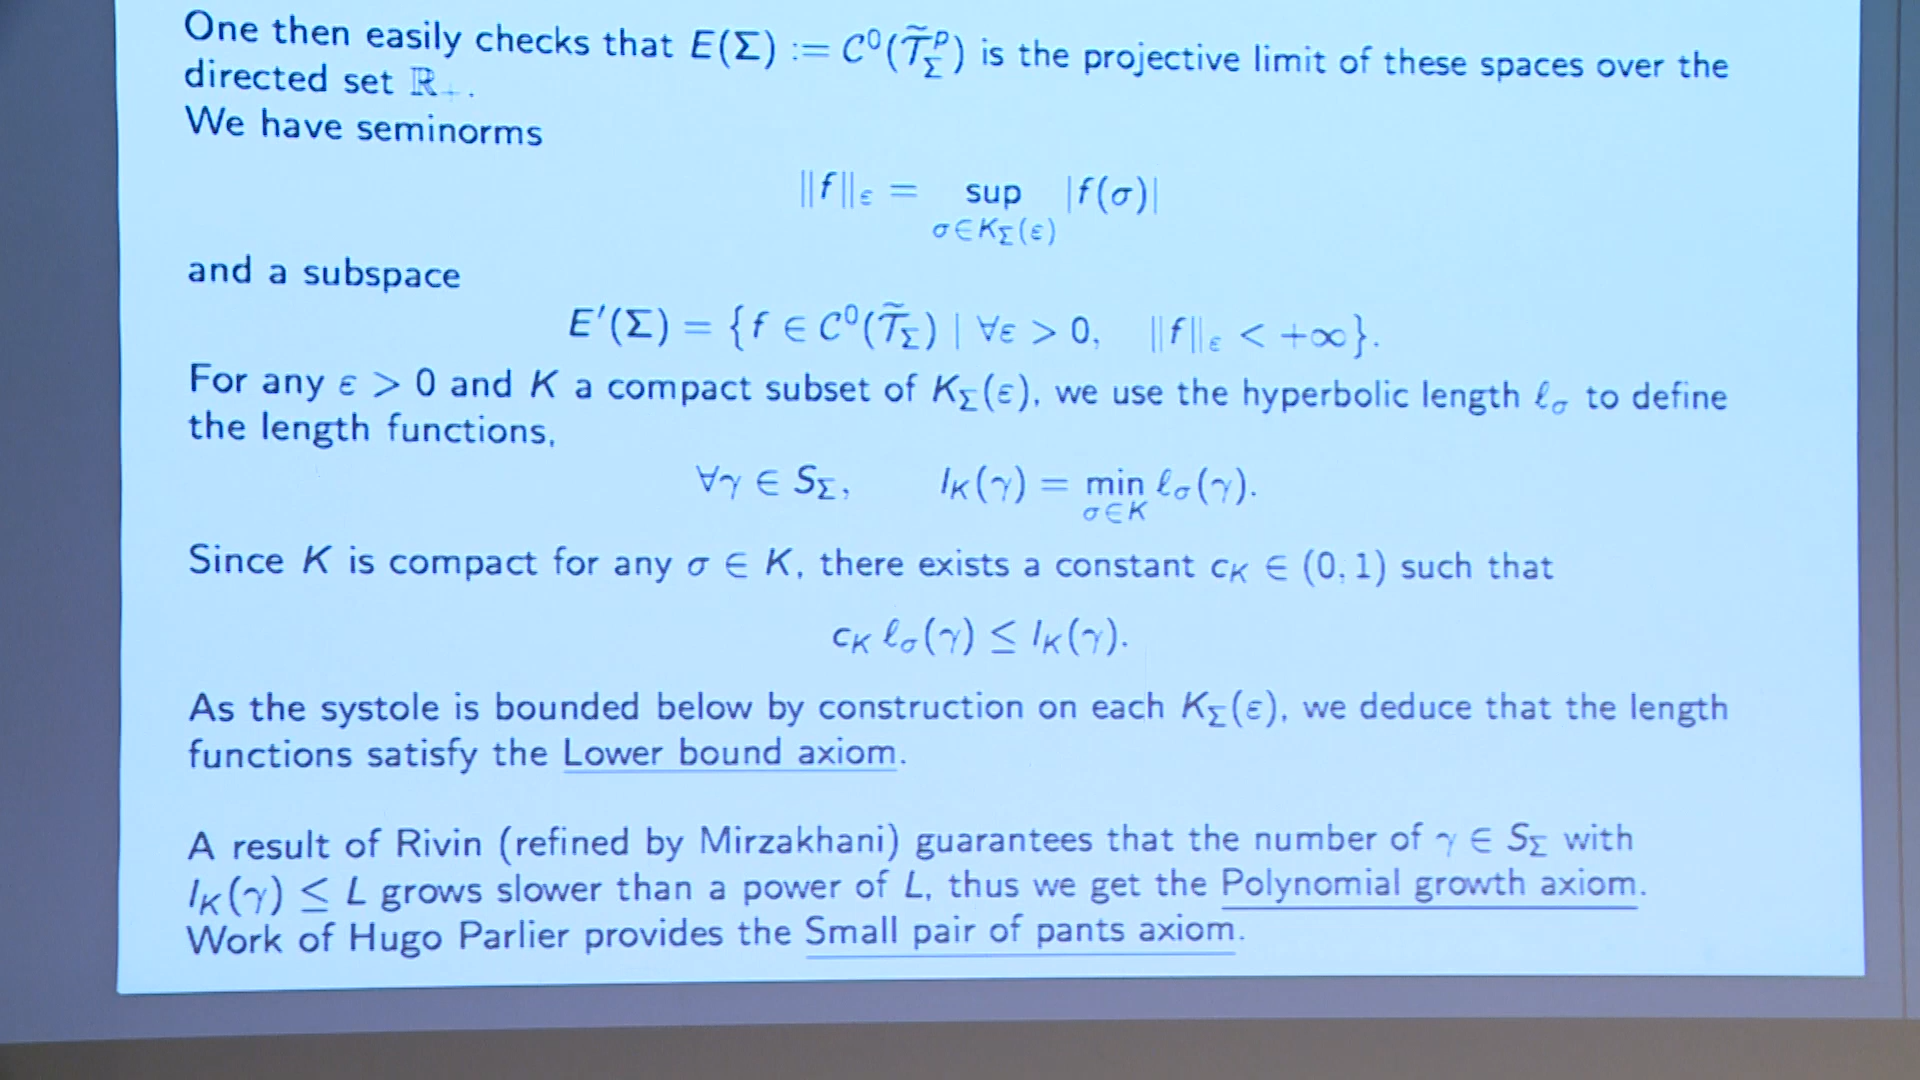 One then easily checks that E(Σ) := C⁰(T̃ᵖ_Σ) is the projective limit of these spaces over the
directed set ℝ₊.
We have seminorms
‖f‖_ε = sup_{σ∈K_Σ(ε)} |f(σ)|
and a subspace
E′(Σ) = {f ∈ C⁰(T̃_Σ) | ∀ε > 0, ‖f‖_ε < +∞}.
For any ε > 0 and K a compact subset of K_Σ(ε), we use the hyperbolic length ℓ_σ to define
the length functions,
∀γ ∈ S_Σ, l_K(γ) = min_{σ∈K} ℓ_σ(γ).
Since K is compact for any σ ∈ K, there exists a constant c_K ∈ (0, 1) such that
c_K ℓ_σ(γ) ≤ l_K(γ).
As the systole is bounded below by construction on each K_Σ(ε), we deduce that the length
functions satisfy the Lower bound axiom.
A result of Rivin (refined by Mirzakhani) guarantees that the number of γ ∈ S_Σ with
l_K(γ) ≤ L grows slower than a power of L, thus we get the Polynomial growth axiom.
Work of Hugo Parlier provides the Small pair of pants axiom.